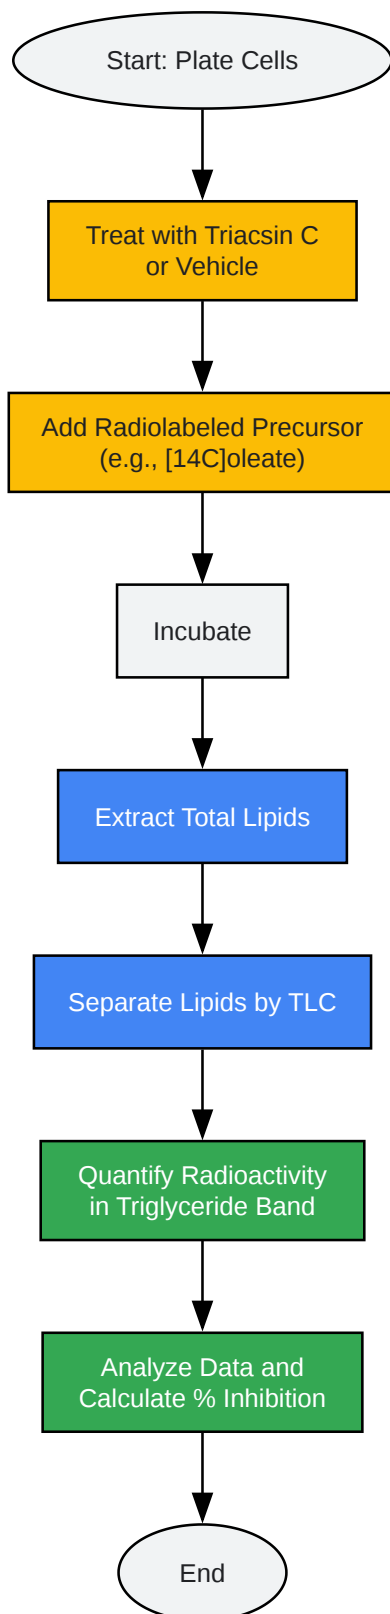 Start: Plate Cells
Treat with Triacsin C
or Vehicle
Add Radiolabeled Precursor
(e.g., [14C]oleate)
Incubate
Extract Total Lipids
Separate Lipids by TLC
Quantify Radioactivity
in Triglyceride Band
Analyze Data and
Calculate % Inhibition
End